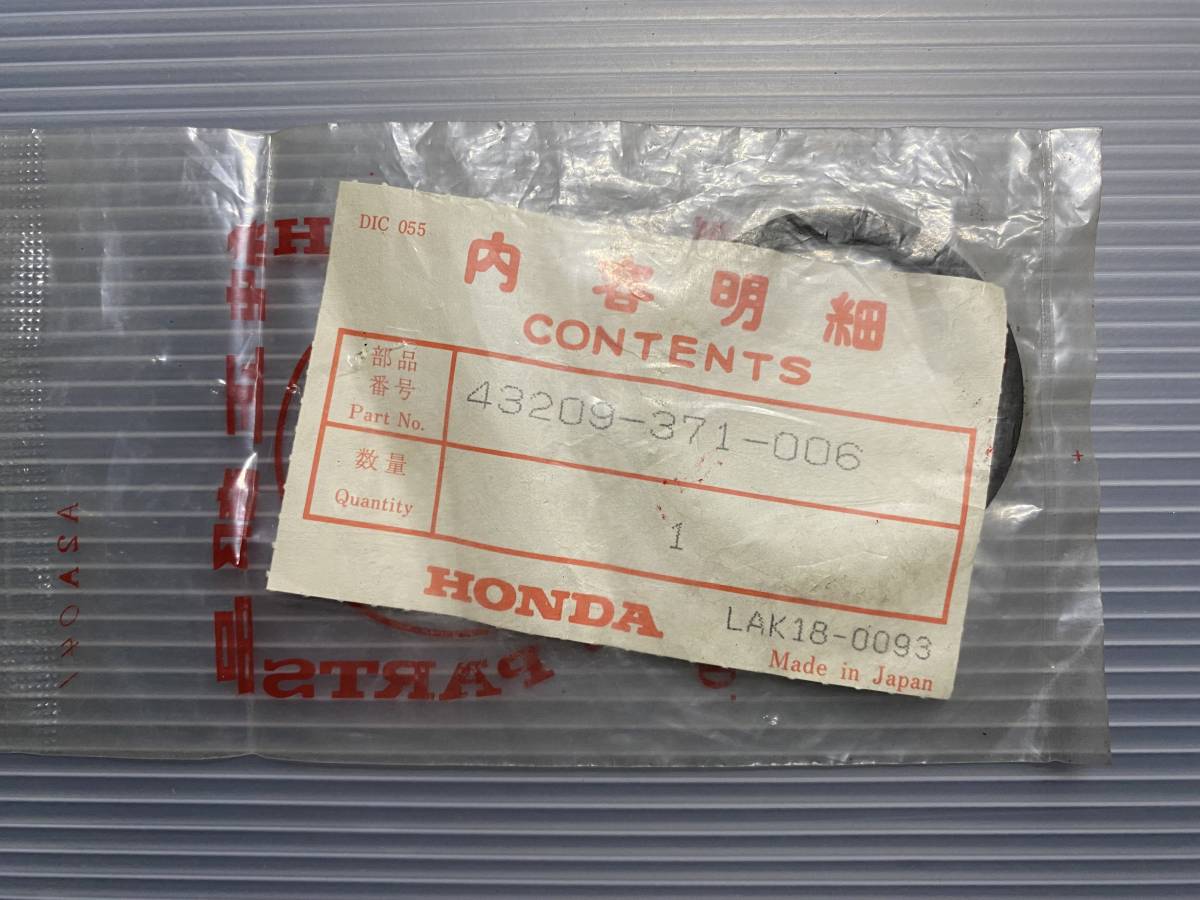 DIC 055
内容明細
CONTENTS
部品
番号
Part No.
43209-371-006
数量
Quantity
1
HONDA
LAK18-0093
Made in Japan
PARTS